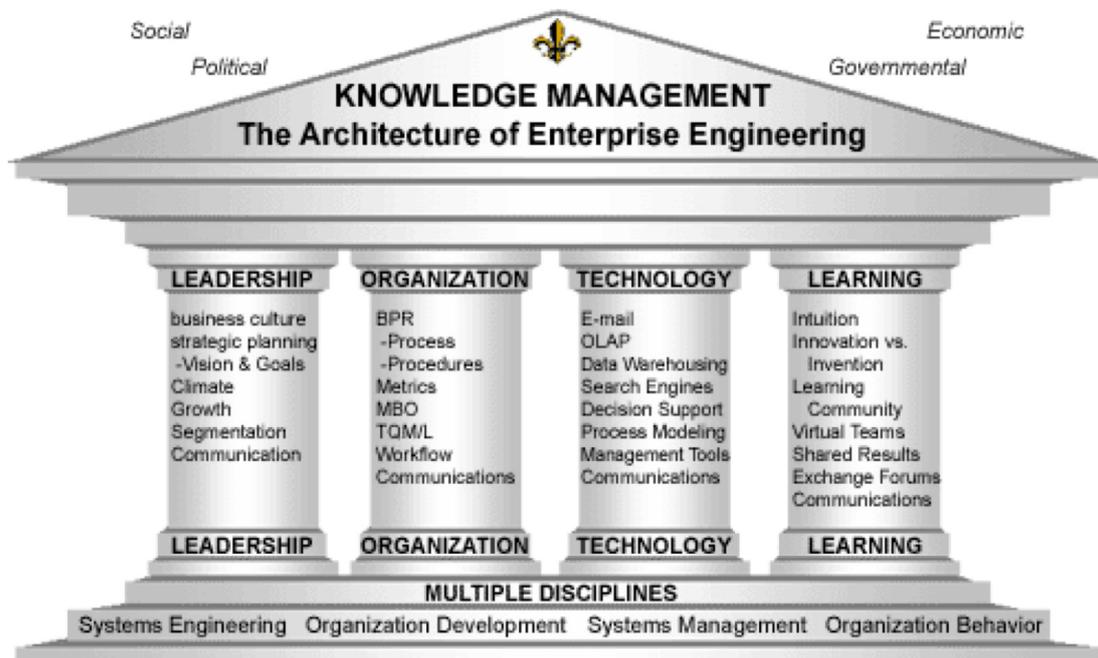 Social
Economic
Political
Governmental
KNOWLEDGE MANAGEMENT
The Architecture of Enterprise Engineering
LEADERSHIP
business culture
strategic planning
-Vision & Goals
Climate
Growth
Segmentation
Communication
LEADERSHIP
ORGANIZATION
BPR
-Process
-Procedures
Metrics
MBO
TQM/L
Workflow
Communications
ORGANIZATION
TECHNOLOGY
E-mail
OLAP
Data Warehousing
Search Engines
Decision Support
Process Modeling
Management Tools
Communications
TECHNOLOGY
LEARNING
Intuition
Innovation vs.
Invention
Learning
Community
Virtual Teams
Shared Results
Exchange Forums
Communications
LEARNING
MULTIPLE DISCIPLINES
Systems Engineering Organization Development Systems Management Organization Behavior